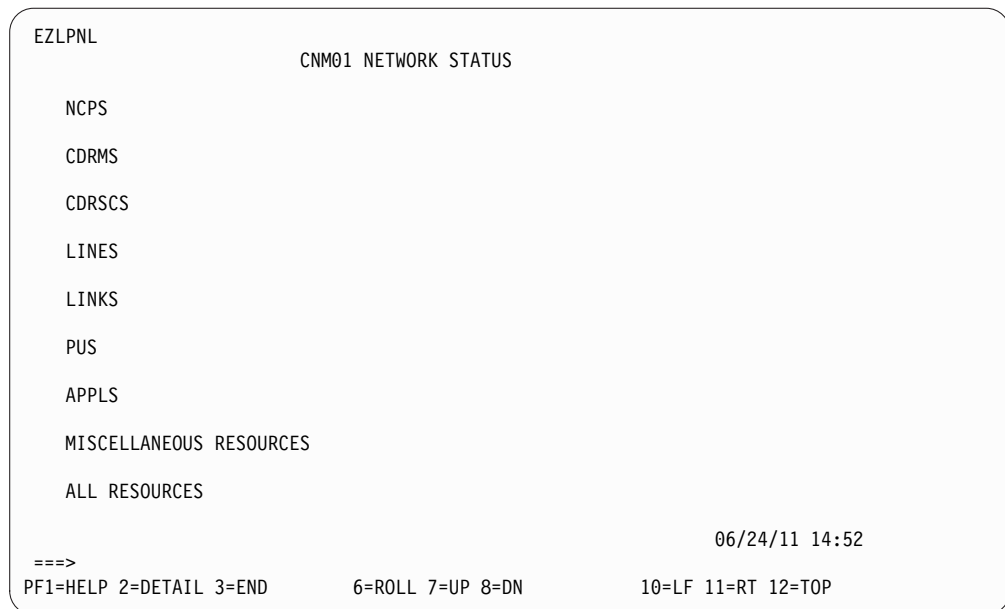 EZLPNL
CNM01 NETWORK STATUS
NCPS
CDRMS
CDRSCS
LINES
LINKS
PUS
APPLS
MISCELLANEOUS RESOURCES
ALL RESOURCES
06/24/11 14:52
===>
PF1=HELP 2=DETAIL 3=END 6=ROLL 7=UP 8=DN 10=LF 11=RT 12=TOP